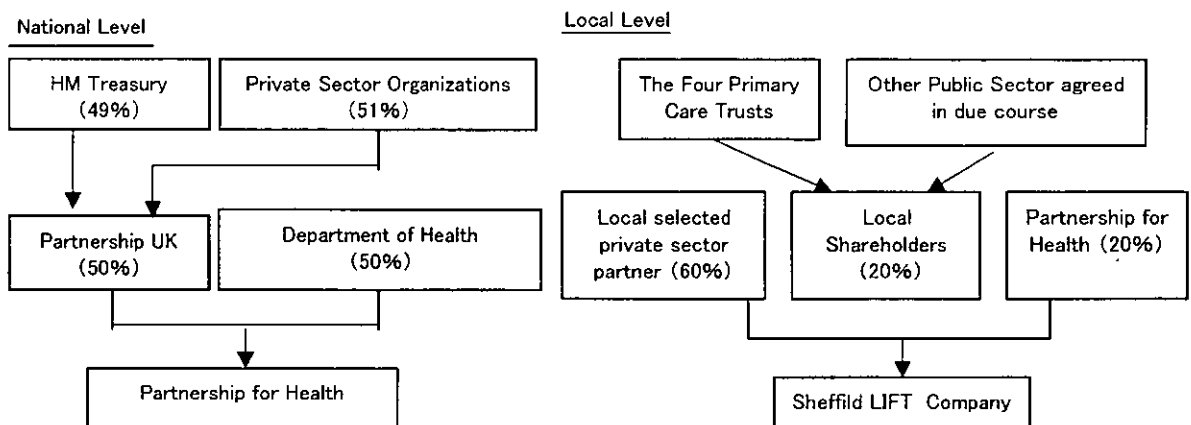 National Level
HM Treasury
(49%)
Private Sector Organizations
(51%)
Partnership UK
(50%)
Department of Health
(50%)
Partnership for Health
Local Level
The Four Primary
Care Trusts
Other Public Sector agreed
in due course
Local selected
private sector
partner (60%)
Local
Shareholders
(20%)
Partnership for
Health (20%)
Sheffild LIFT Company